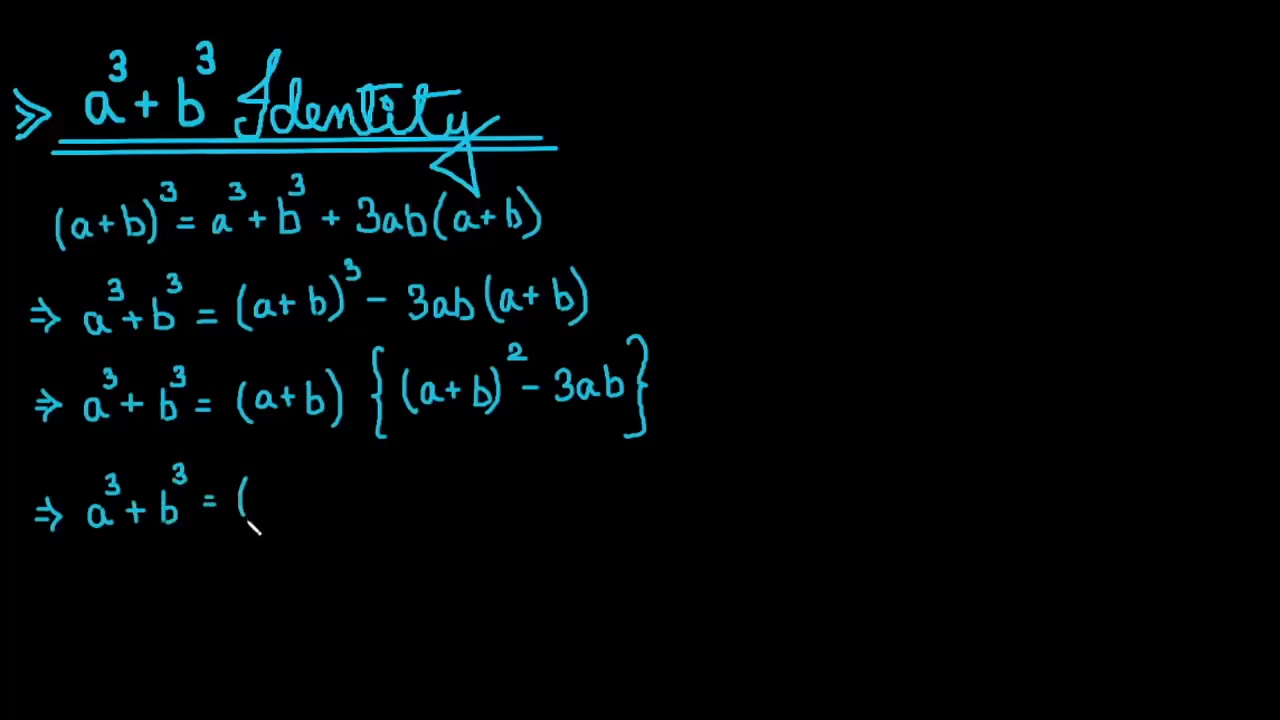 ⇒ a³ + b³ Identity
(a+b)³ = a³ + b³ + 3ab(a+b)
⇒ a³ + b³ = (a+b)³ - 3ab(a+b)
⇒ a³ + b³ = (a+b) {(a+b)² - 3ab}
⇒ a³ + b³ = (